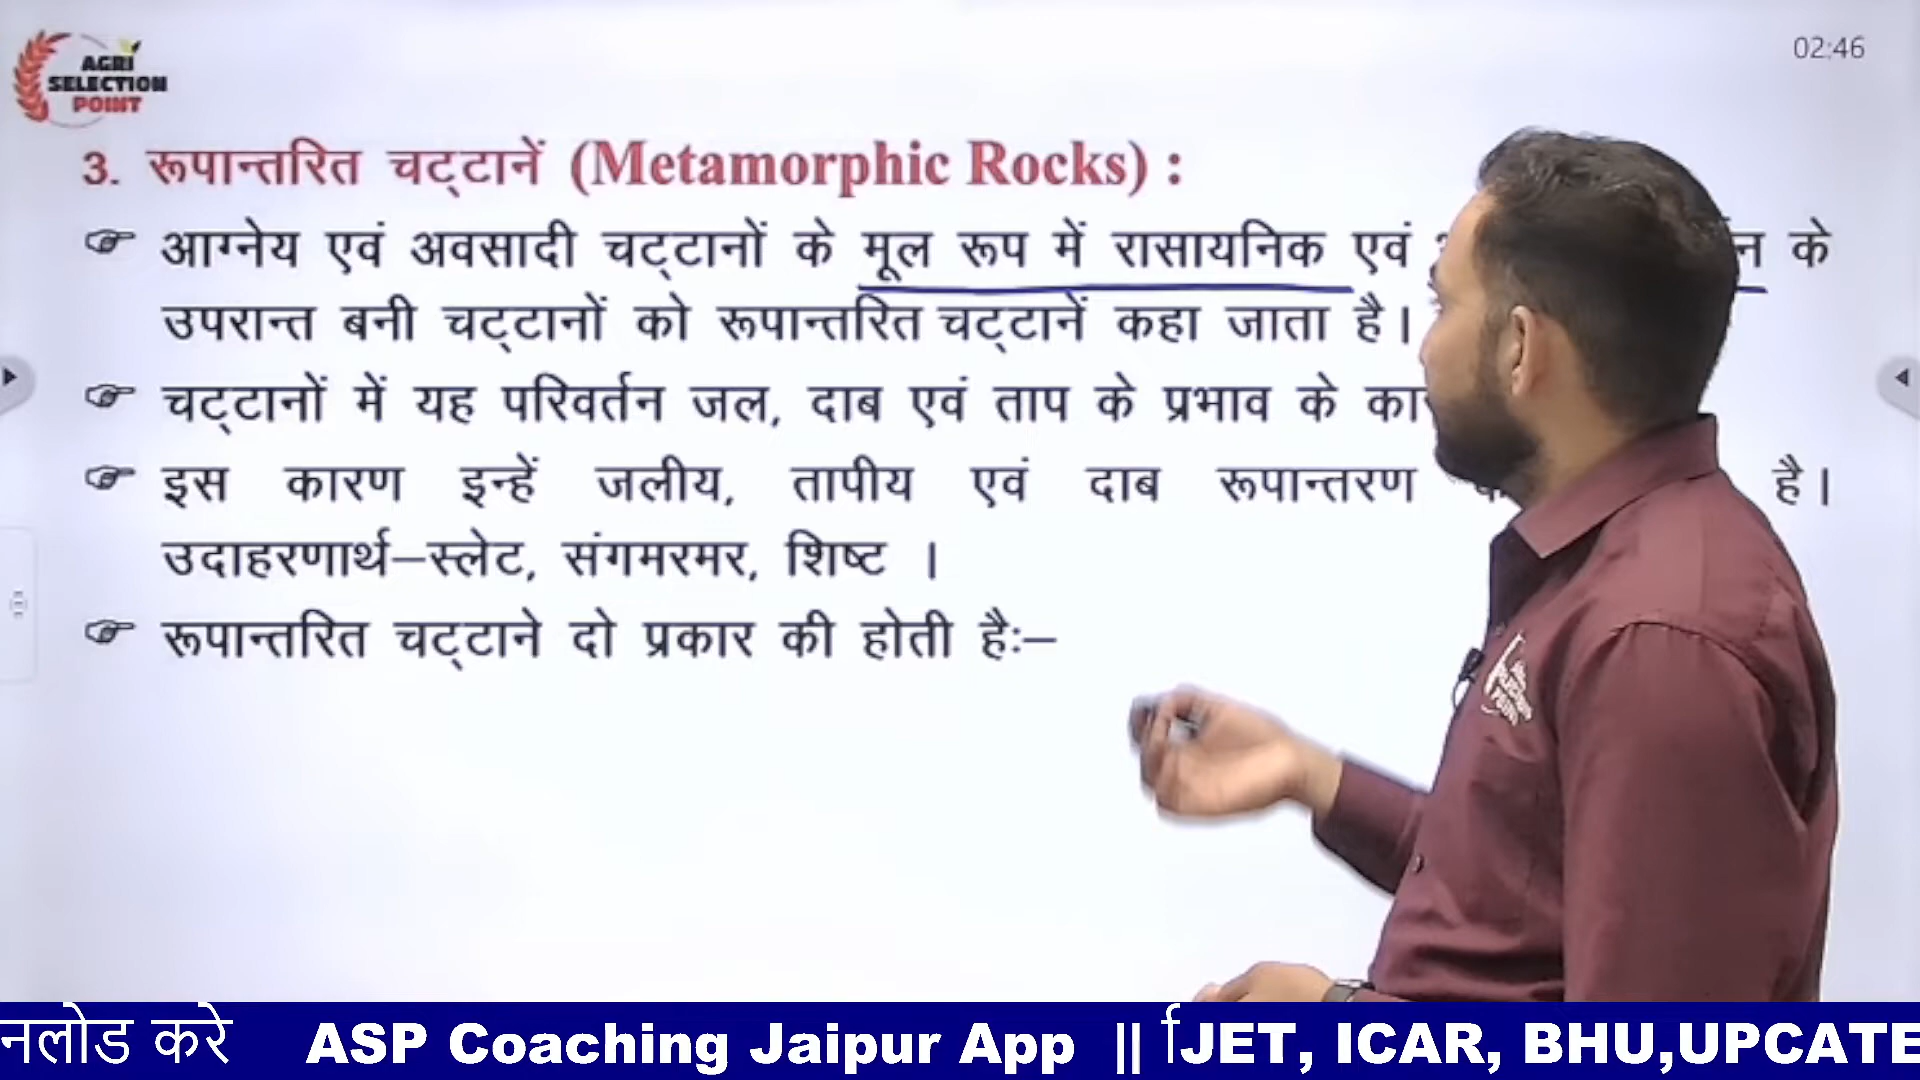 AGRI
SELECTION
POINT
02:46
3. रूपान्तरित चट्टानें (Metamorphic Rocks) :
आग्नेय एवं अवसादी चट्टानों के मूल रूप में रासायनिक एवं के
उपरान्त बनी चट्टानों को रूपान्तरित चट्टानें कहा जाता है।
चट्टानों में यह परिवर्तन जल, दाब एवं ताप के प्रभाव के
इस कारण इन्हें जलीय, तापीय एवं दाब रूपान्तरण है।
उदाहरणार्थ–स्लेट, संगमरमर, शिष्ट ।
रूपान्तरित चट्टाने दो प्रकार की होती हैः–
नलोड करे ASP Coaching Jaipur App || JET, ICAR, BHU,UPCATE